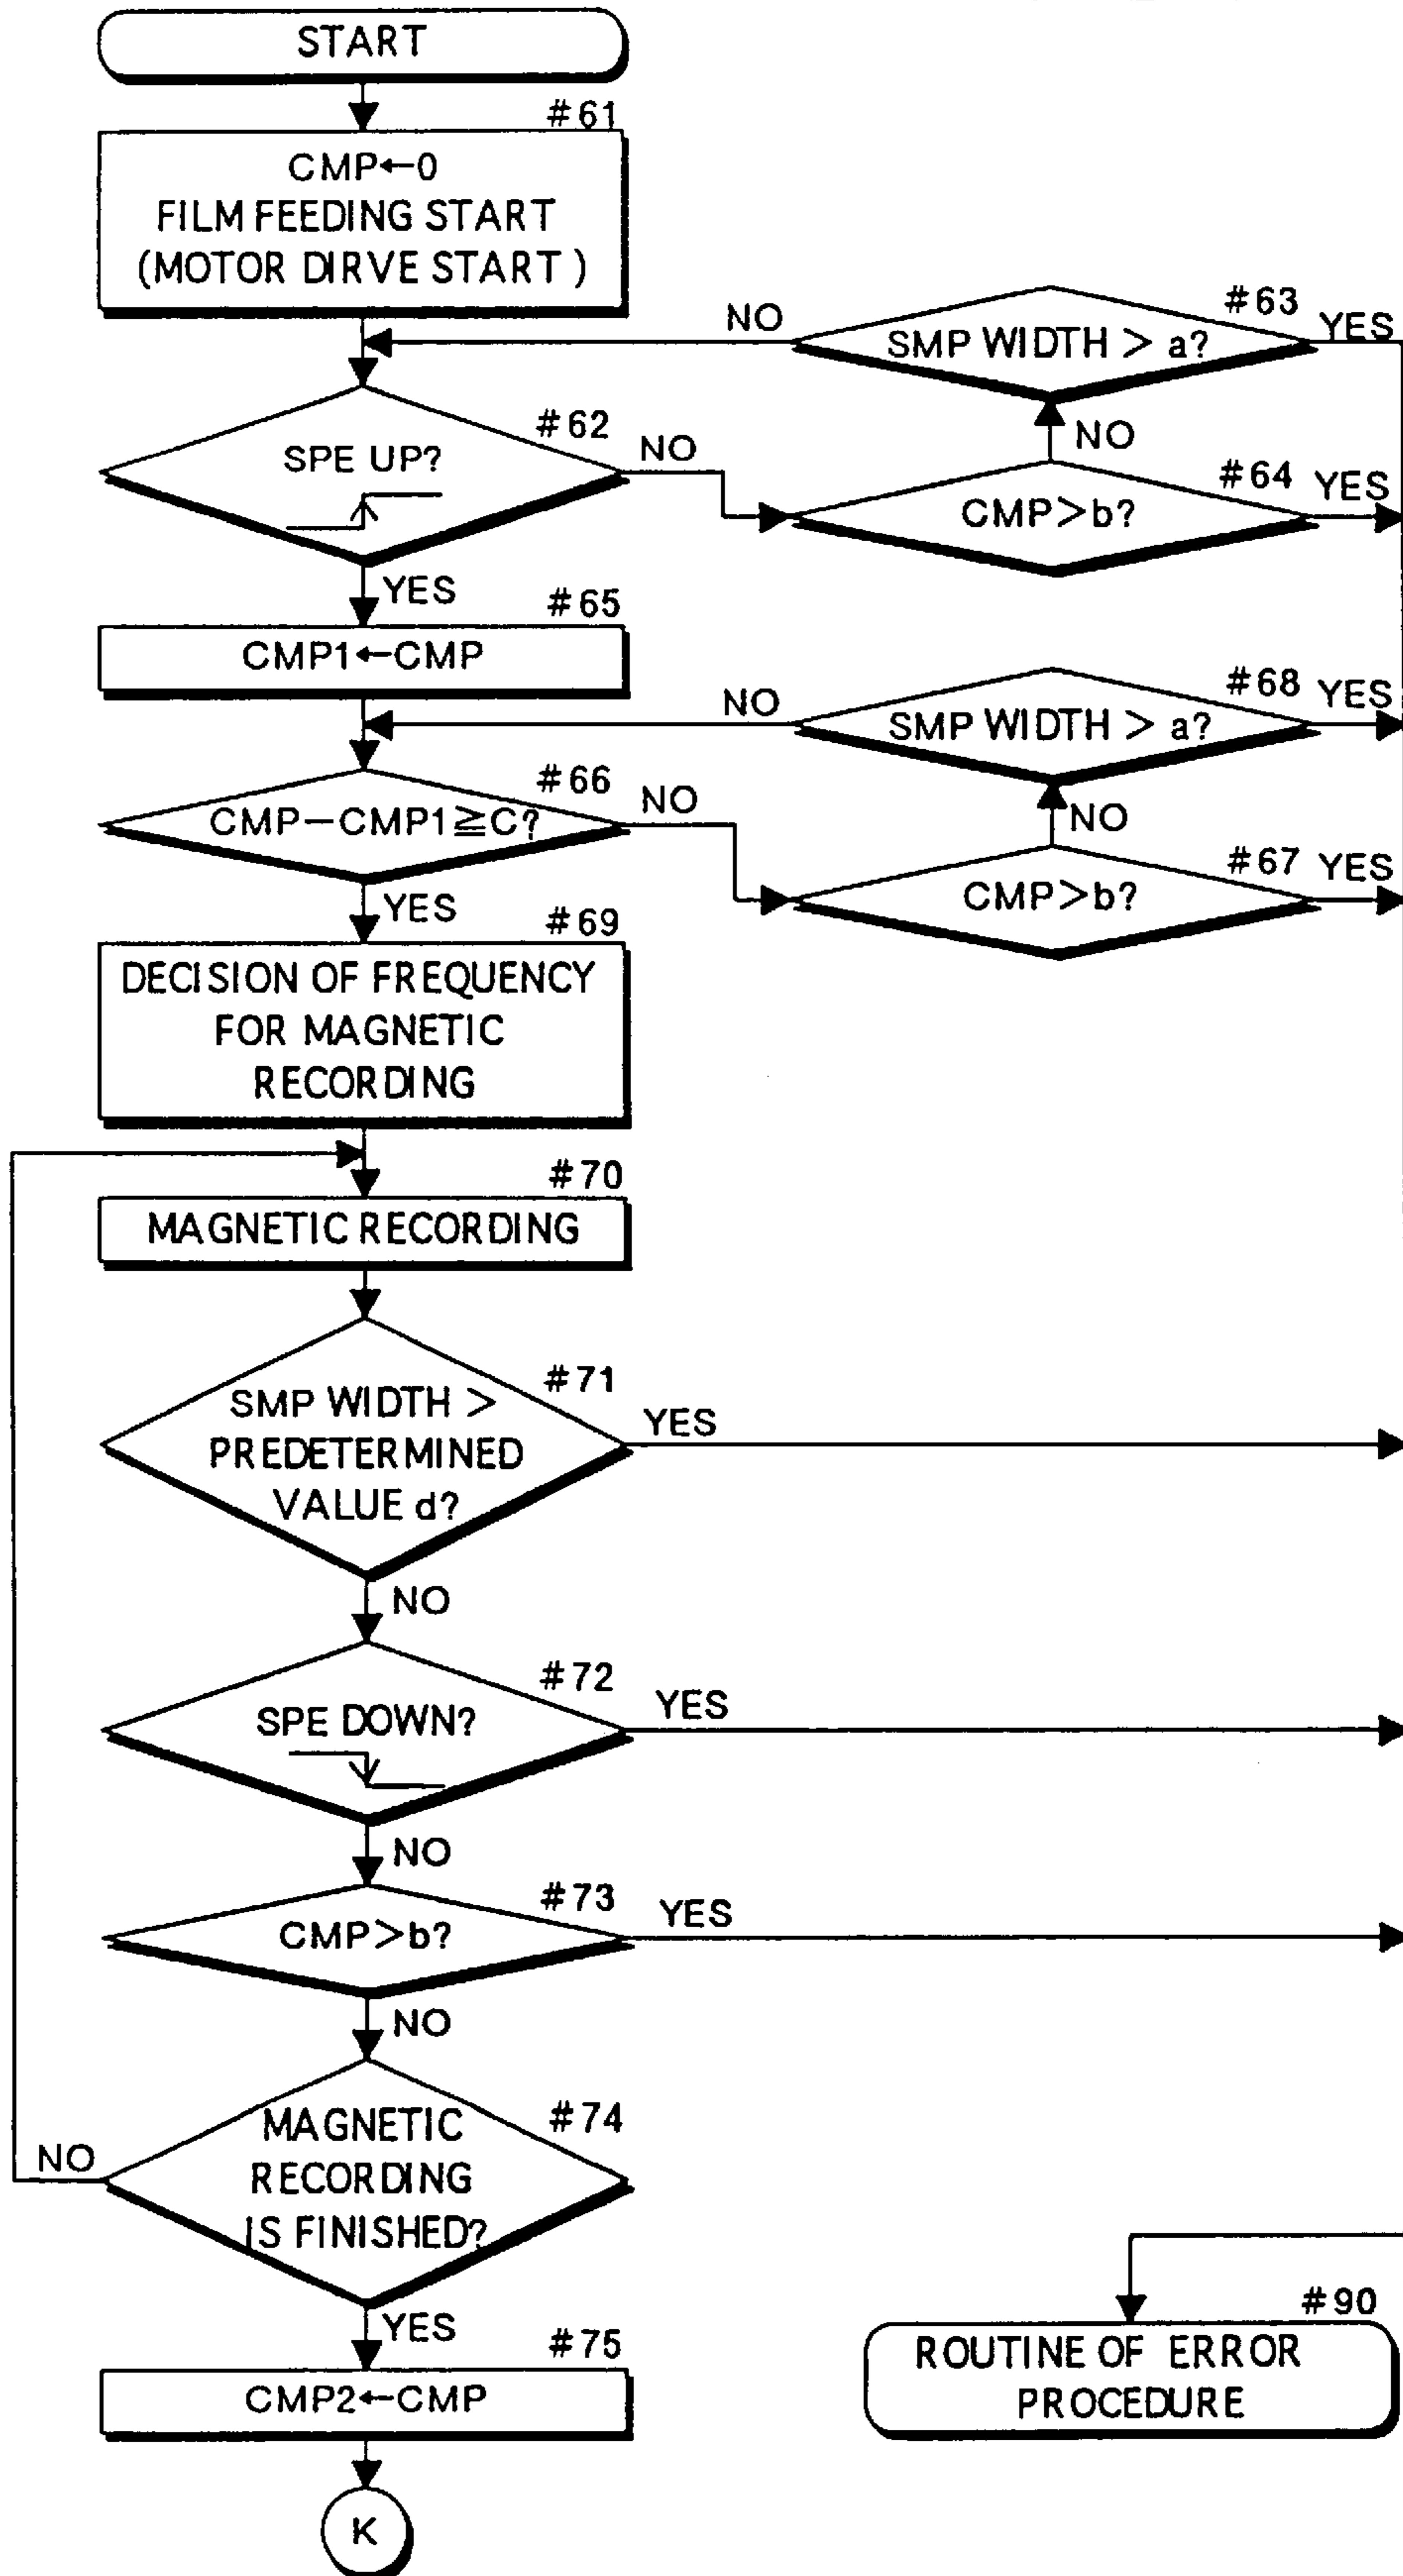 START
#61
CMP←0
FILM FEEDING START
(MOTOR DIRVE START )
#63
NO
SMP WIDTH > a?
YES
#62
SPE UP?
NO
NO
#64
CMP>b?
YES
YES
#65
CMP1←CMP
#68
NO
SMP WIDTH > a?
YES
#66
CMP−CMP1≧C?
NO
NO
#67
CMP>b?
YES
YES
#69
DECISION OF FREQUENCY
FOR MAGNETIC
RECORDING
#70
MAGNETIC RECORDING
#71
SMP WIDTH >
PREDETERMINED
VALUE d?
YES
NO
#72
SPE DOWN?
YES
NO
#73
CMP>b?
YES
NO
#74
MAGNETIC
RECORDING
IS FINISHED?
NO
YES
#75
CMP2←CMP
#90
ROUTINE OF ERROR
PROCEDURE
K